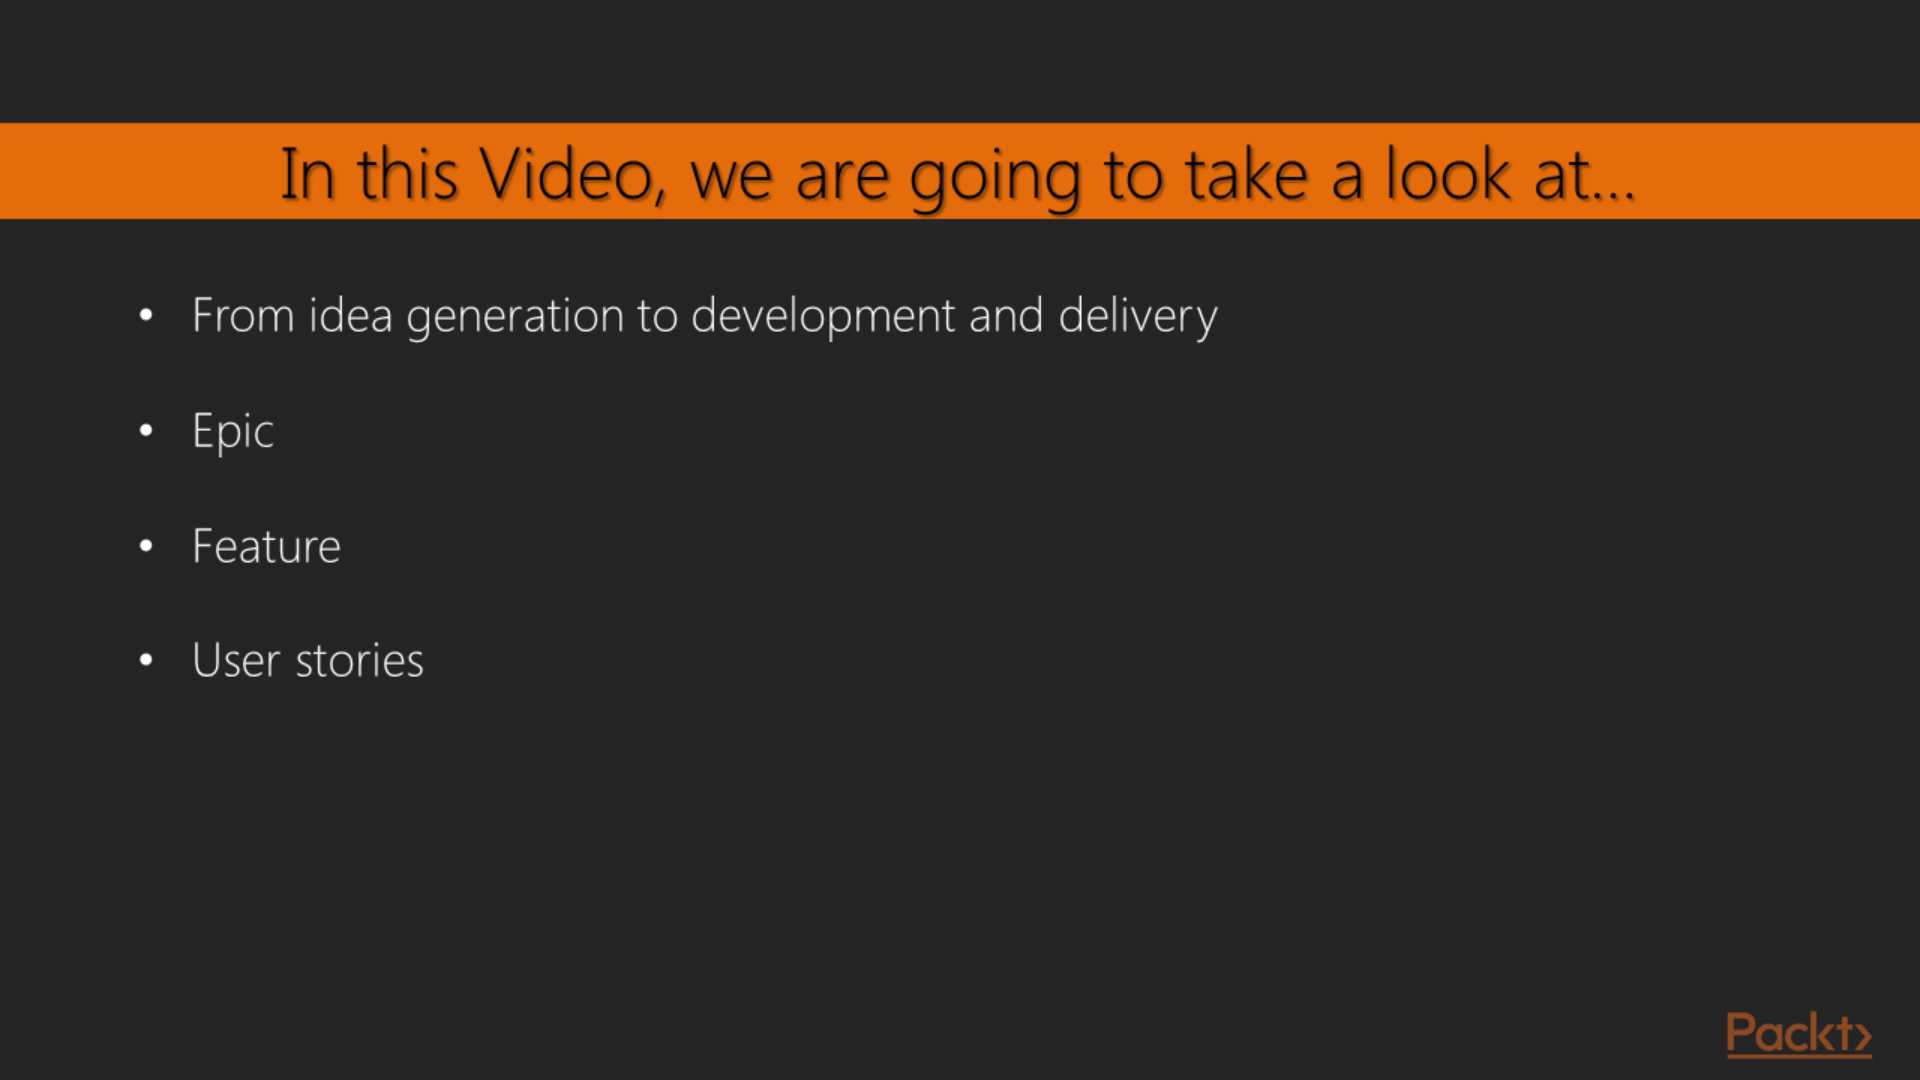 In this Video, we are going to take a look at...
• From idea generation to development and delivery
• Epic
• Feature
• User stories
Packt>